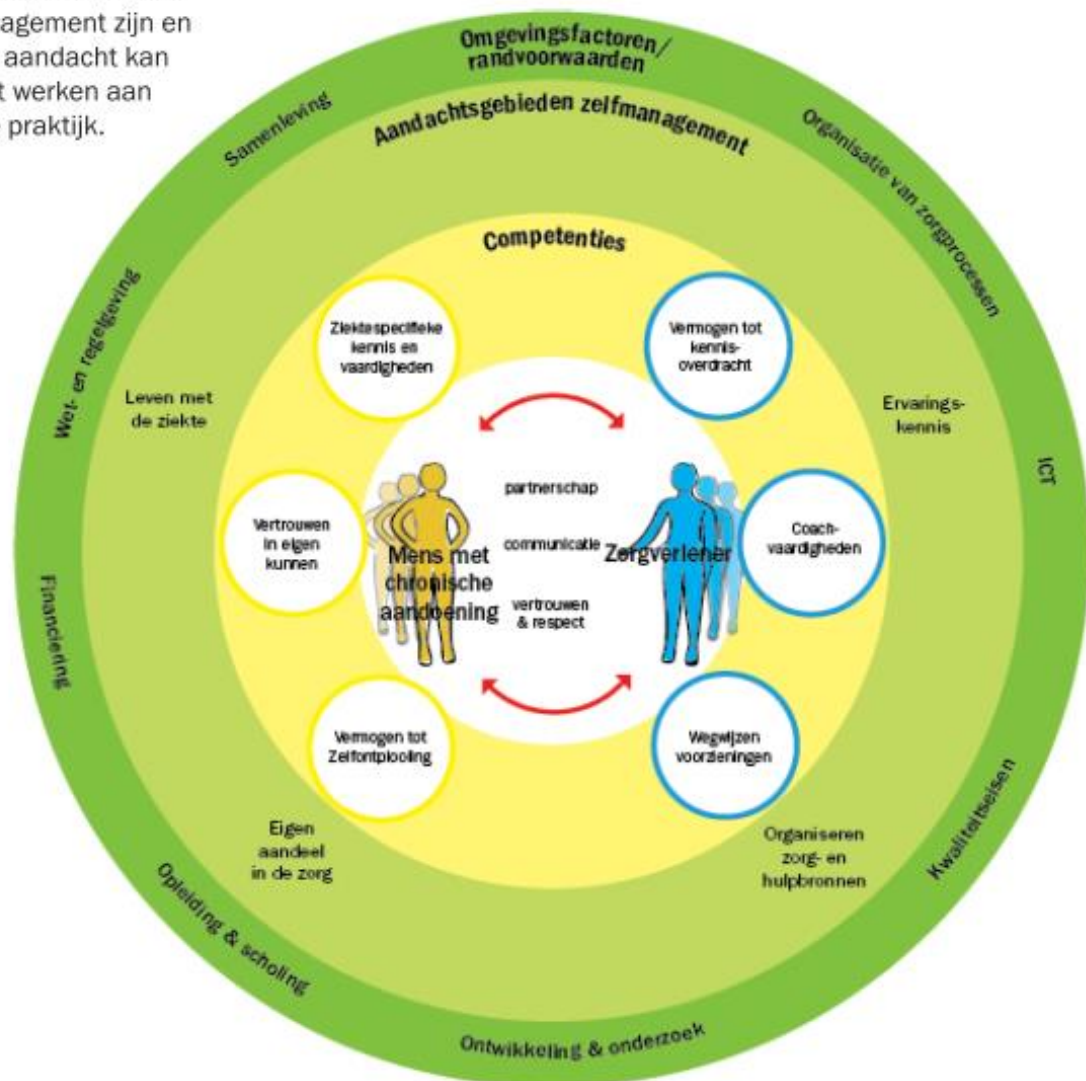 agement zijn en
aandacht kan
t werken aan
praktijk.
Omgevingsfactoren/
randvoorwaarden
Samenleving
Organisatie van zorgprocessen
Wet- en regelgeving
ICT
Financiering
Kwaliteitseisen
Opleiding & scholing
Ontwikkeling & onderzoek
Aandachtsgebieden zelfmanagement
Leven met
de ziekte
Ervarings-
kennis
Eigen
aandeel
in de zorg
Organiseren
zorg- en
hulpbronnen
Competenties
Ziektespecifieke
kennis en
vaardigheden
Vermogen tot
kennis-
overdracht
Vertrouwen
in eigen
kunnen
Coach-
vaardigheden
Vermogen tot
Zelfontplooling
Wegwijzen
voorzieningen
partnerschap
communicatie
vertrouwen
& respect
Mens met
chronische
aandoening
Zorgverlener